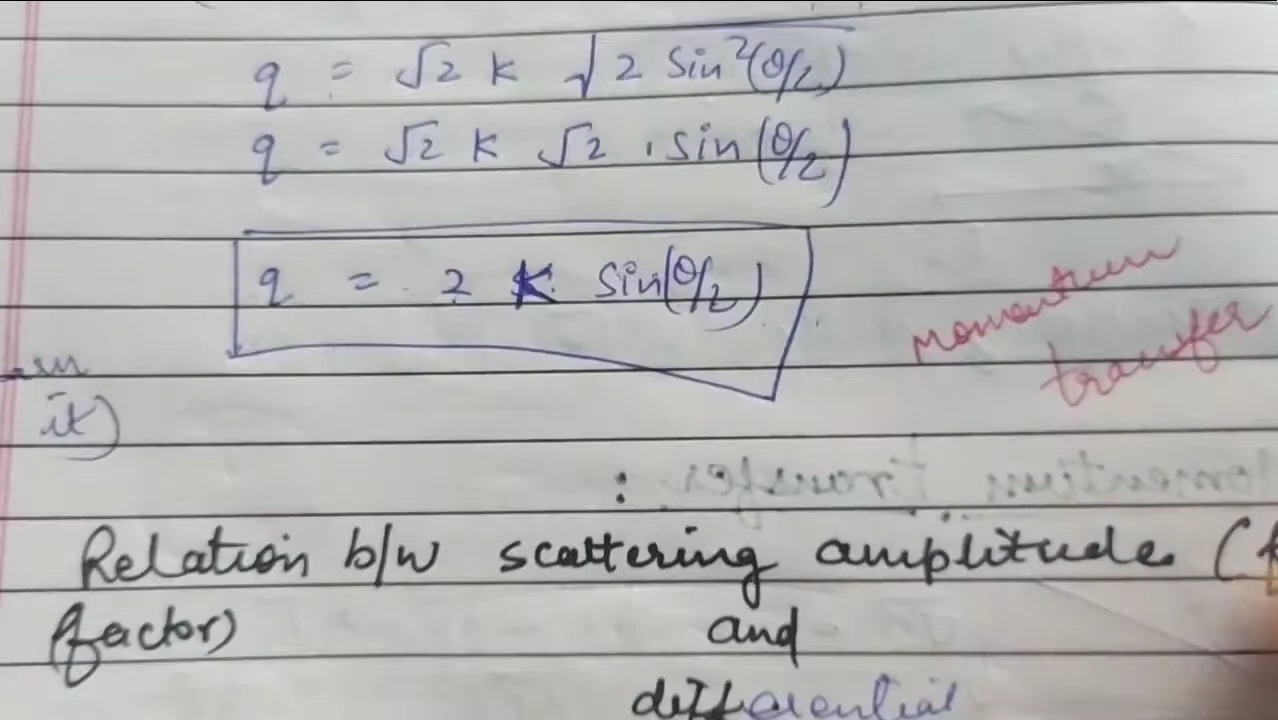 q = √2 K √2 Sin²(θ/2)
q = √2 K √2 . sin(θ/2)
q = 2 K Sin(θ/2)
Momentum
transfer
it)
Relation b/w scattering amplitude (
factor) and
differential